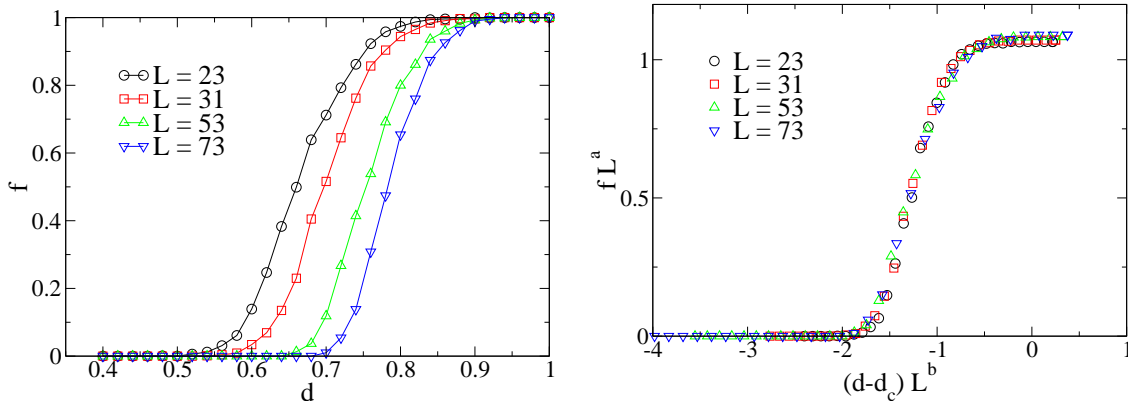 1
0.8
0.6
0.4
0.2
0
f
L = 23
L = 31
L = 53
L = 73
0.4 0.5 0.6 0.7 0.8 0.9 1
d
1
0.5
0
f L^a
L = 23
L = 31
L = 53
L = 73
-4 -3 -2 -1 0 1
(d-d_c) L^b